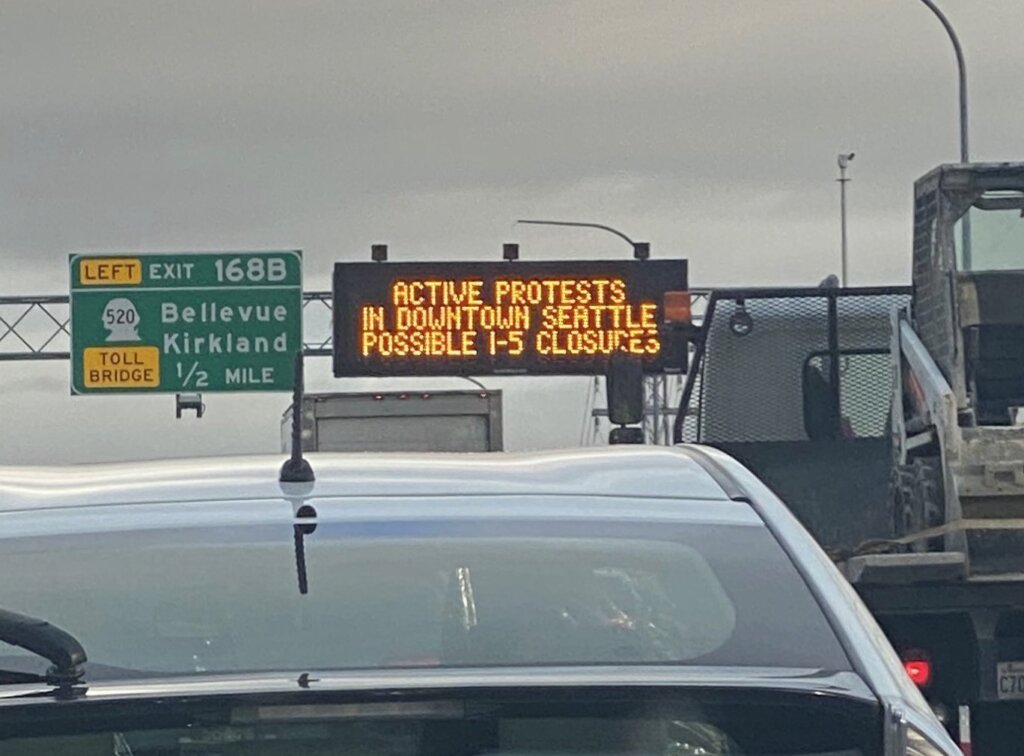 LEFT EXIT 168B
520 Bellevue
Kirkland
TOLL
BRIDGE
1/2 MILE
ACTIVE PROTESTS
IN DOWNTOWN SEATTLE
POSSIBLE I-5 CLOSURES